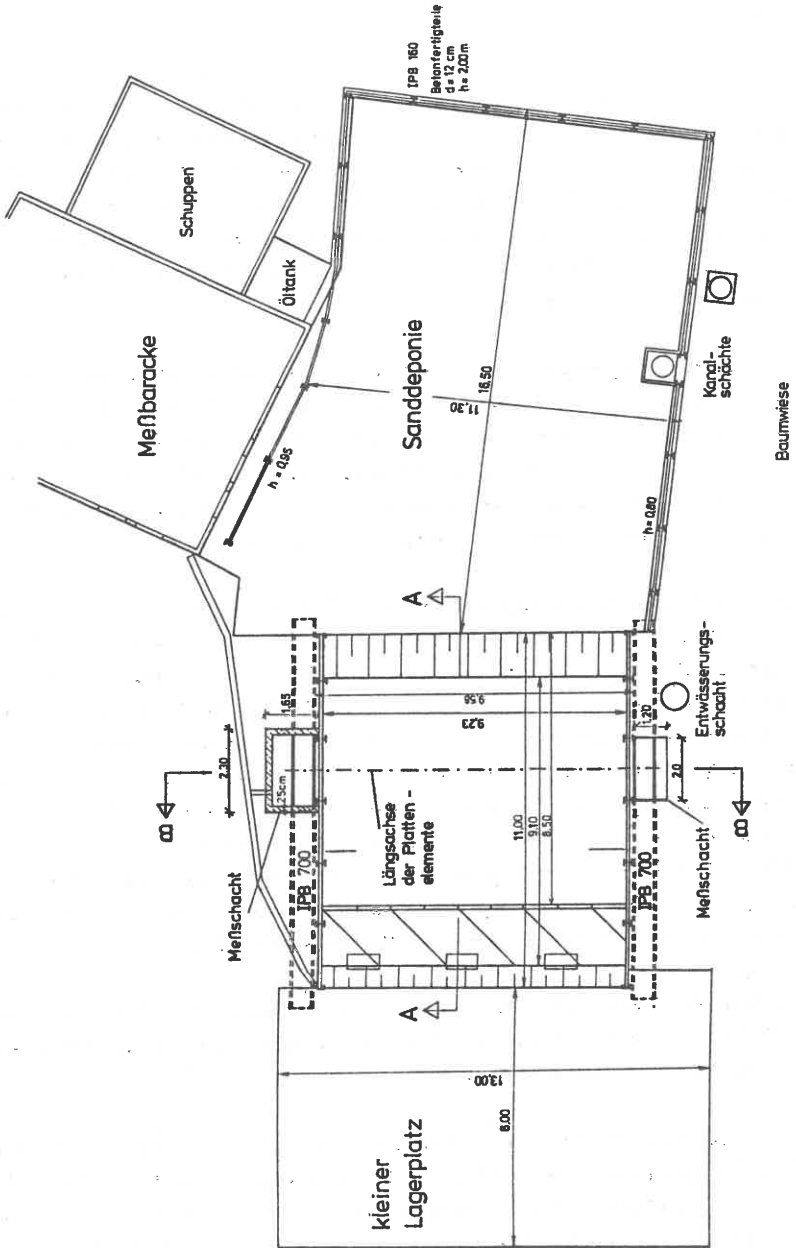 IPB 160
Betonfertigteile
d = 12 cm
h = 2,00 m
Schuppen
Öltank
Meßbaracke
Sanddeponie
16,50
11,30
h = 0,95
h = 0,80
Kanal-
schächte
Baumwiese
A
A
B
B
2,30
1,65
25cm
Meßschacht
IPB 700
9,56
9,23
Längsachse
der Platten -
elemente
11,00
9,10
8,50
1,20
2,0
Entwässerungs-
schacht
IPB 700
Meßschacht
kleiner
Lagerplatz
13,00
8,00